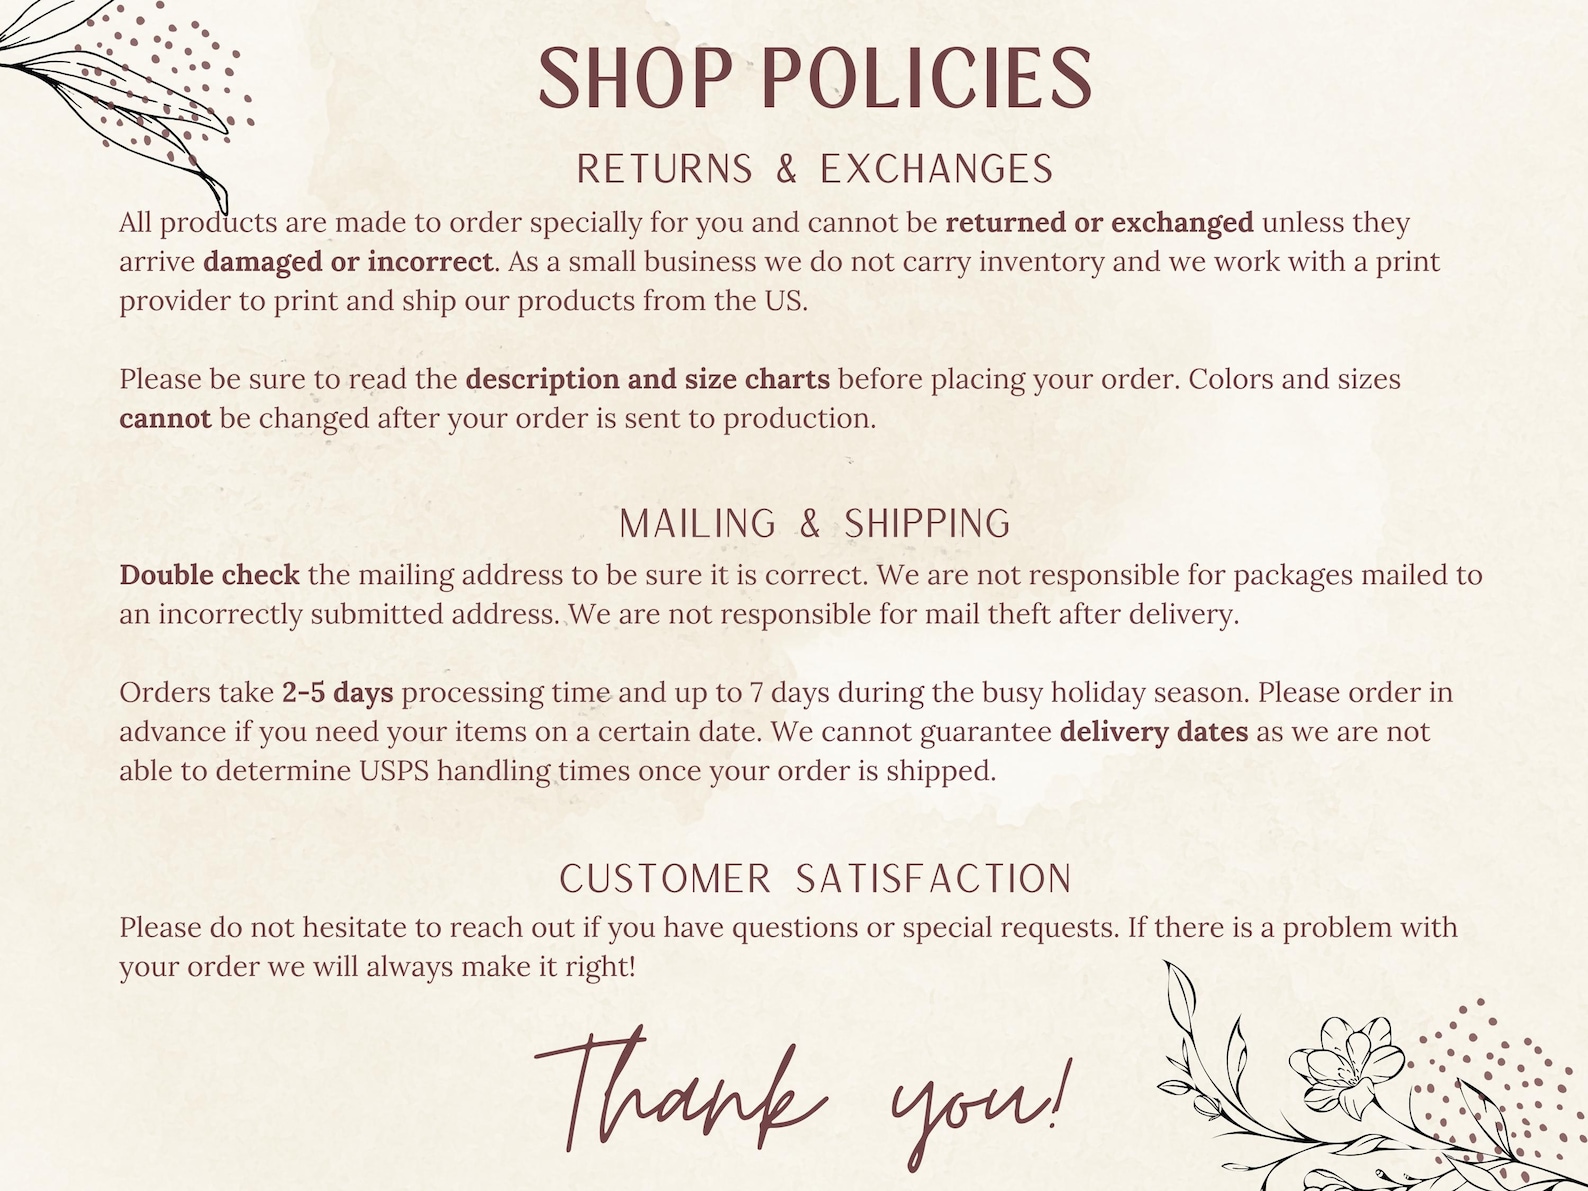 SHOP POLICIES
RETURNS & EXCHANGES
All products are made to order specially for you and cannot be returned or exchanged unless they
arrive damaged or incorrect. As a small business we do not carry inventory and we work with a print
provider to print and ship our products from the US.
Please be sure to read the description and size charts before placing your order. Colors and sizes
cannot be changed after your order is sent to production.
MAILING & SHIPPING
Double check the mailing address to be sure it is correct. We are not responsible for packages mailed to
an incorrectly submitted address. We are not responsible for mail theft after delivery.
Orders take 2-5 days processing time and up to 7 days during the busy holiday season. Please order in
advance if you need your items on a certain date. We cannot guarantee delivery dates as we are not
able to determine USPS handling times once your order is shipped.
CUSTOMER SATISFACTION
Please do not hesitate to reach out if you have questions or special requests. If there is a problem with
your order we will always make it right!
Thank you!